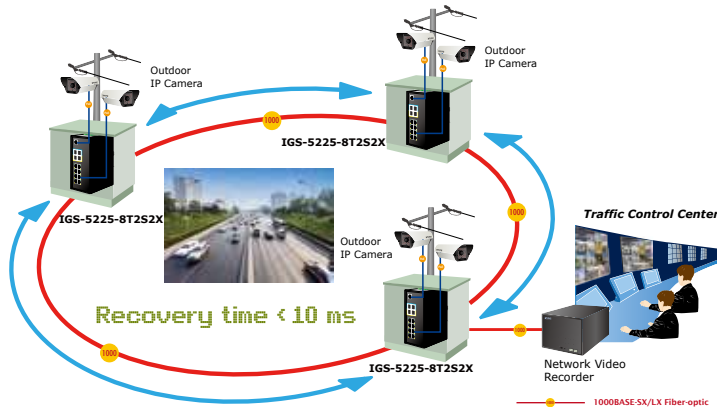 Outdoor
IP Camera
Outdoor
IP Camera
1000
IGS-5225-8T2S2X
IGS-5225-8T2S2X
1000
Traffic Control Center
Outdoor
IP Camera
Recovery time < 10 ms
1000
1000
IGS-5225-8T2S2X
Network Video
Recorder
1000BASE-SX/LX Fiber-optic